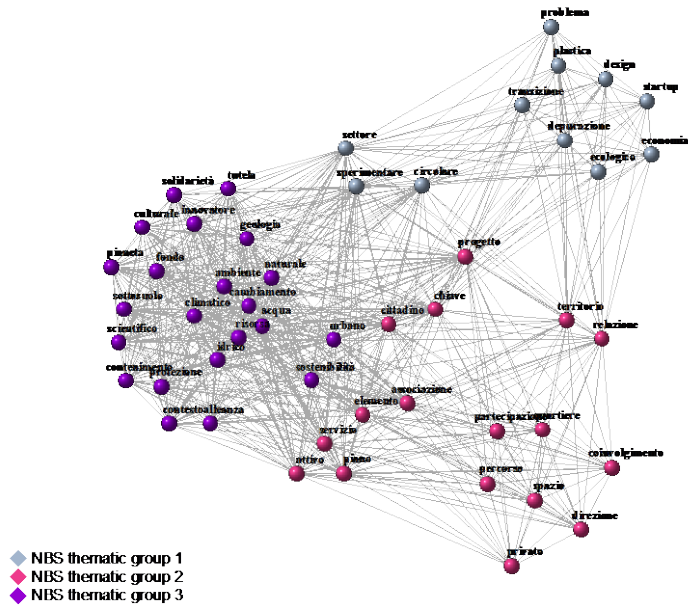 problema
plastica
design
transizione
startup
depurazione
settore
economia
ecologico
sperimentare
circolare
solidarietà
tutela
culturale
innovatore
geologia
progetto
pianeta
fondo
ambiente
naturale
cambiamento
sottosuolo
climatico
acqua
chiave
cittadino
territorio
scientifico
risorsa
urbano
relazione
idrico
contenimento
protezione
sostenibilità
associazione
elemento
contesto
alleanza
partecipazione
quartiere
servizio
coinvolgimento
attivo
piano
percorso
spazio
direzione
privato
NBS thematic group 1
NBS thematic group 2
NBS thematic group 3